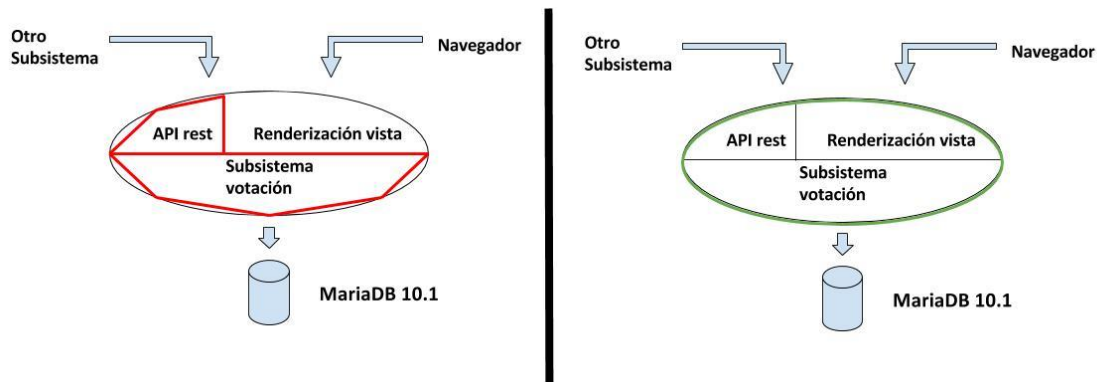 Otro
Subsistema
Navegador
API rest
Renderización vista
Subsistema
votación
MariaDB 10.1
Otro
Subsistema
Navegador
API rest
Renderización vista
Subsistema
votación
MariaDB 10.1